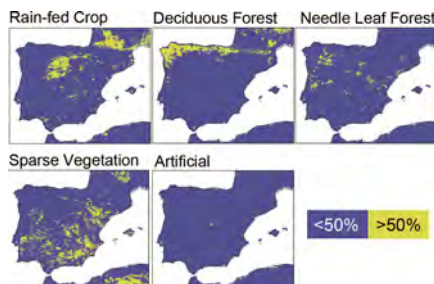 Rain-fed Crop
Deciduous Forest
Needle Leaf Forest
Sparse Vegetation
Artificial
<50%
>50%